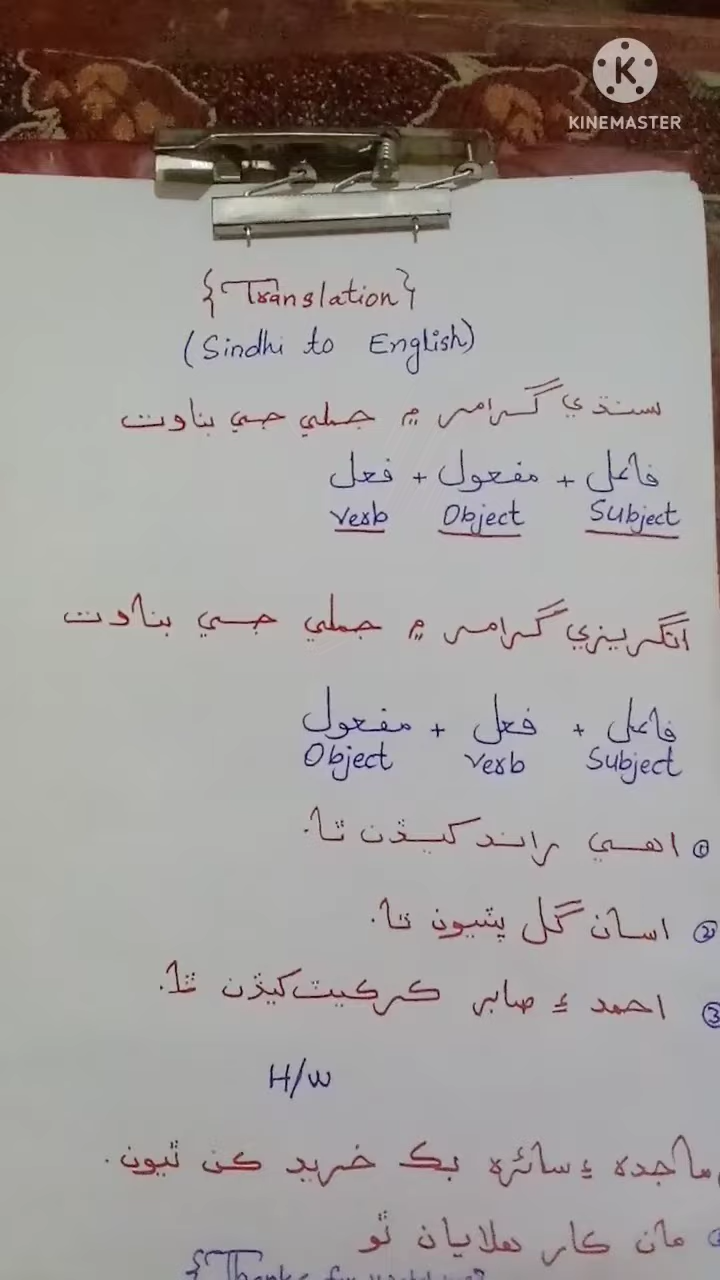 KINEMASTER
{Translation}
(Sindhi to English)
سنڌي گرامر ۾ جملي جي بناوت
فاعل + مفعول + فعل
Subject Object Verb
انگريزي گرامر ۾ جملي جي بناوت
فاعل + فعل + مفعول
Subject Verb Object
① اهي راند کيڏن ٿا.
② اسان گل پٽيون ٿا.
③ احمد ۽ صابر ڪرڪيٽ کيڏن ٿا.
H/W
ماجده ۽ سائره بڪ خريد ڪن ٿيون.
مان ڪار هلايان ٿو
{Thanks for